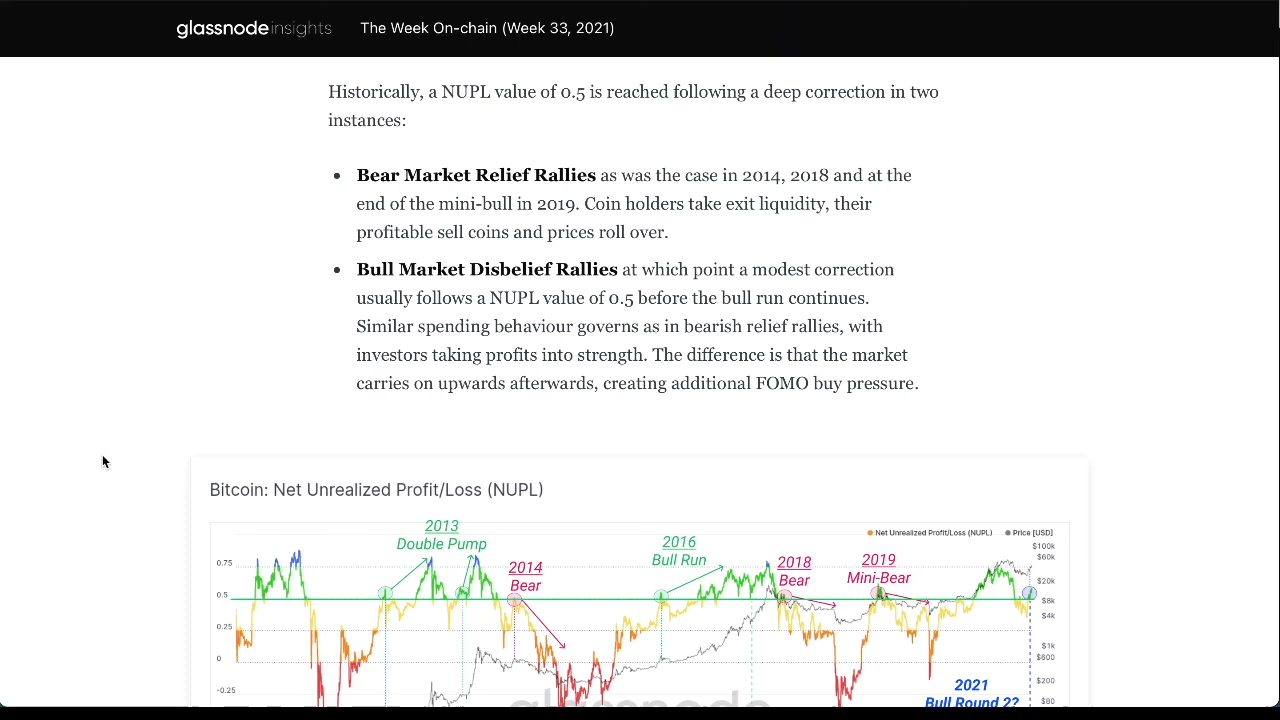 glassnodeinsights The Week On-chain (Week 33, 2021)
Historically, a NUPL value of 0.5 is reached following a deep correction in two
instances:
• Bear Market Relief Rallies as was the case in 2014, 2018 and at the
end of the mini-bull in 2019. Coin holders take exit liquidity, their
profitable sell coins and prices roll over.
• Bull Market Disbelief Rallies at which point a modest correction
usually follows a NUPL value of 0.5 before the bull run continues.
Similar spending behaviour governs as in bearish relief rallies, with
investors taking profits into strength. The difference is that the market
carries on upwards afterwards, creating additional FOMO buy pressure.
Bitcoin: Net Unrealized Profit/Loss (NUPL)
Net Unrealized Profit/Loss (NUPL) Price [USD]
2013
Double Pump
2014
Bear
2016
Bull Run
2018
Bear
2019
Mini-Bear
2021
Bull Round 2?
0.75
0.5
0.25
0
-0.25
$100k
$60k
$20k
$8k
$4k
$1k
$600
$200
$80
glassnode